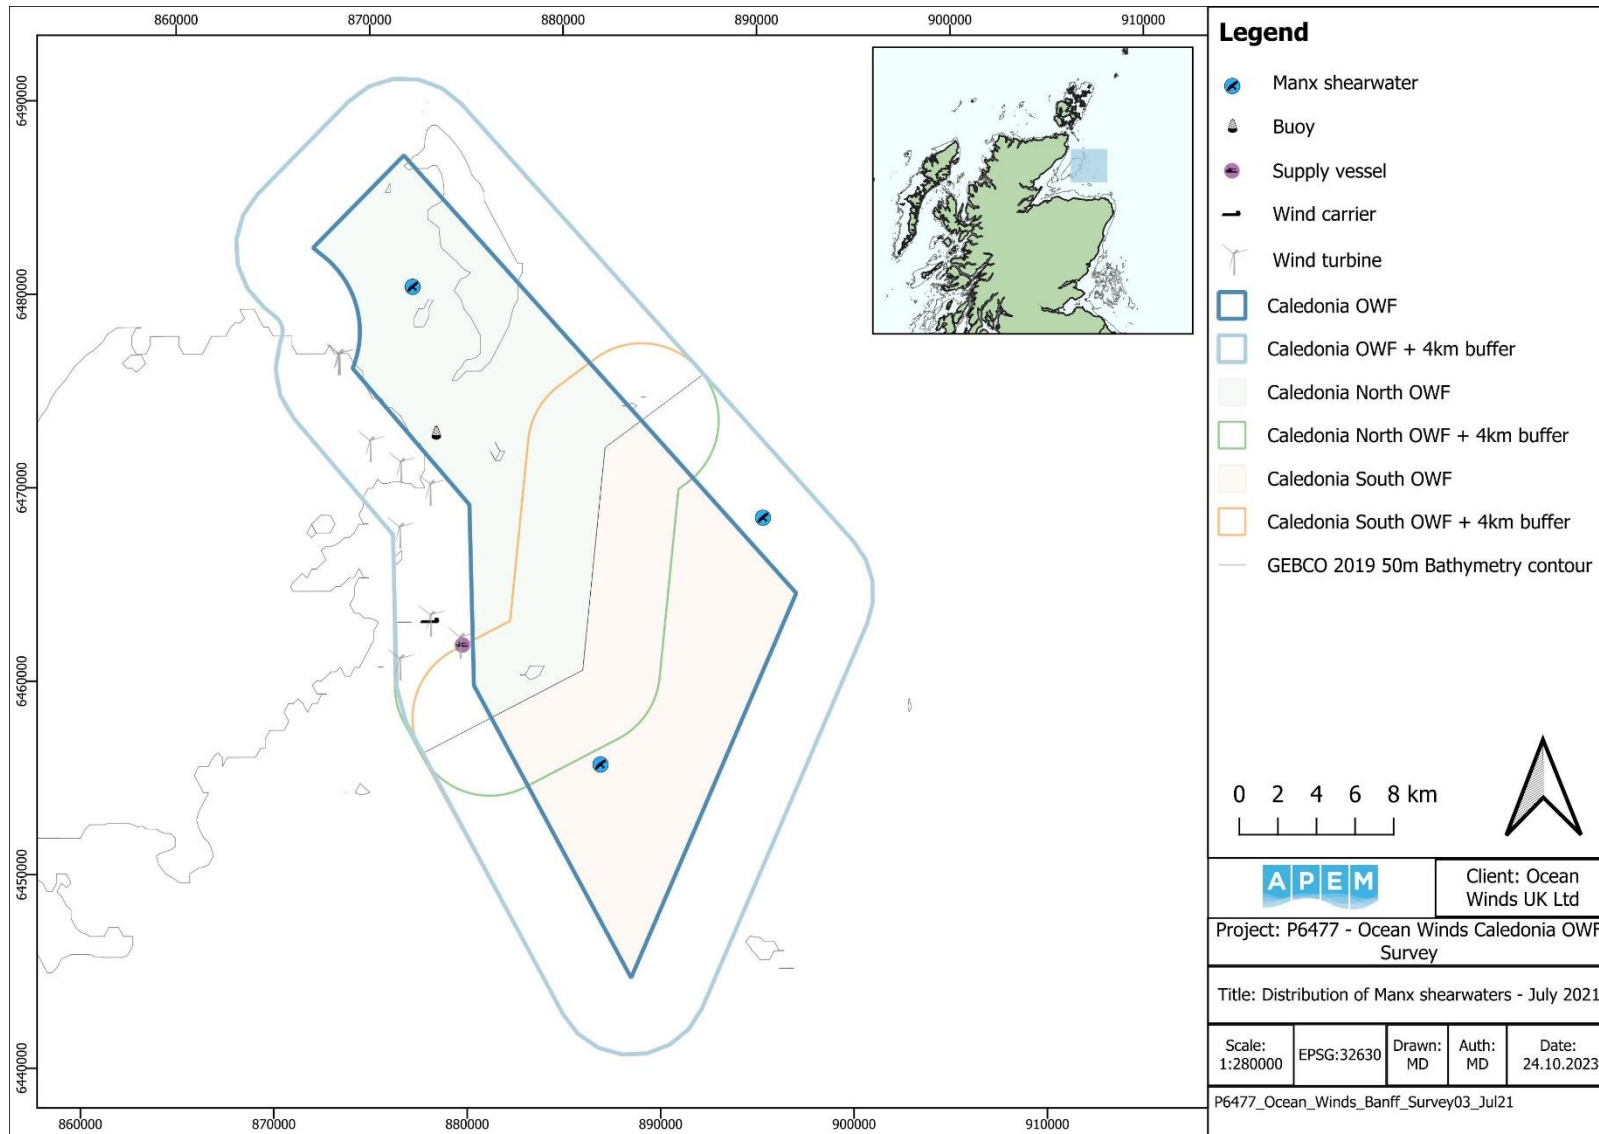 860000
870000
880000
890000
900000
910000
6490000
6480000
6470000
6460000
6450000
6440000
860000
870000
880000
890000
900000
910000
Legend
Manx shearwater
Buoy
Supply vessel
Wind carrier
Wind turbine
Caledonia OWF
Caledonia OWF + 4km buffer
Caledonia North OWF
Caledonia North OWF + 4km buffer
Caledonia South OWF
Caledonia South OWF + 4km buffer
GEBCO 2019 50m Bathymetry contour
0 2 4 6 8 km
APEM
Client: Ocean
Winds UK Ltd
Project: P6477 - Ocean Winds Caledonia OWF
Survey
Title: Distribution of Manx shearwaters - July 2021
Scale:
1:280000
EPSG:32630
Drawn:
MD
Auth:
MD
Date:
24.10.2023
P6477_Ocean_Winds_Banff_Survey03_Jul21